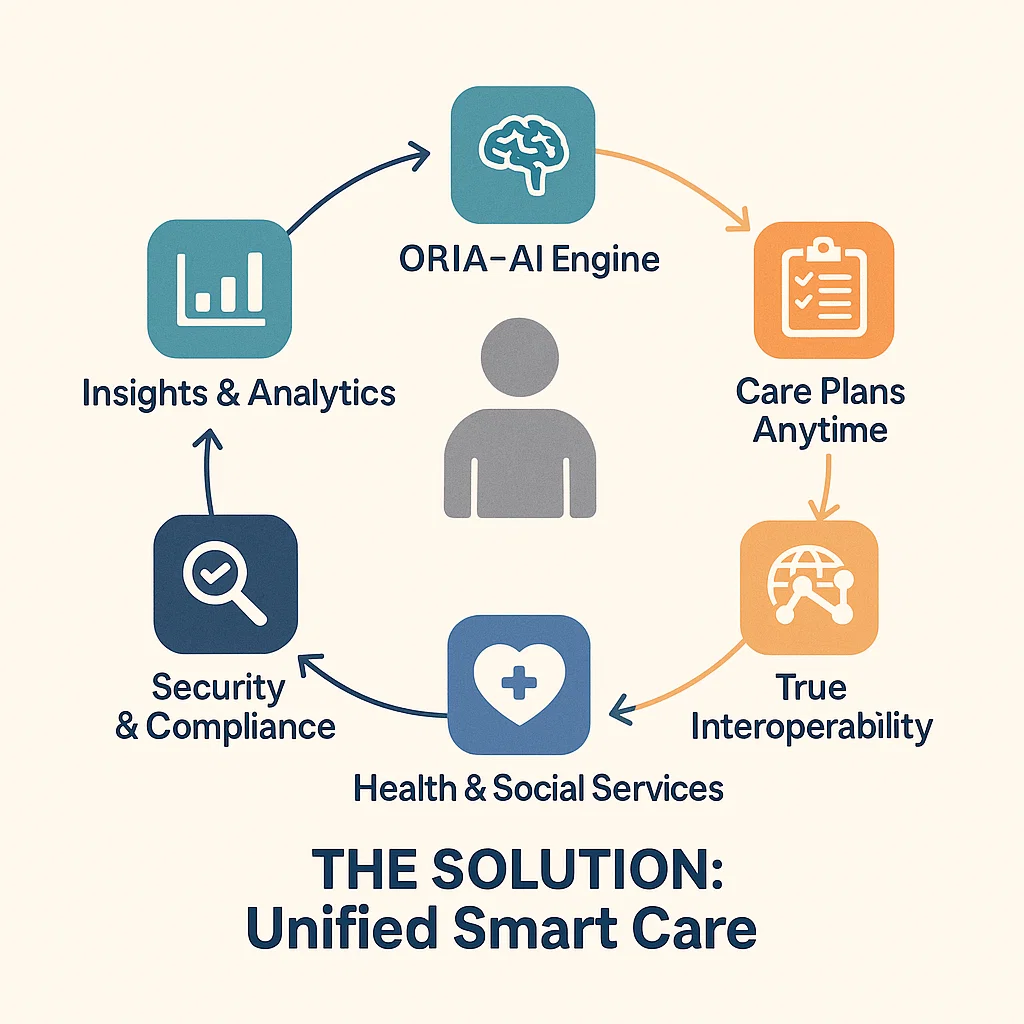 ORIA–AI Engine
Insights & Analytics
Care Plans
Anytime
Security
& Compliance
True
Interoperability
Health & Social Services
THE SOLUTION:
Unified Smart Care